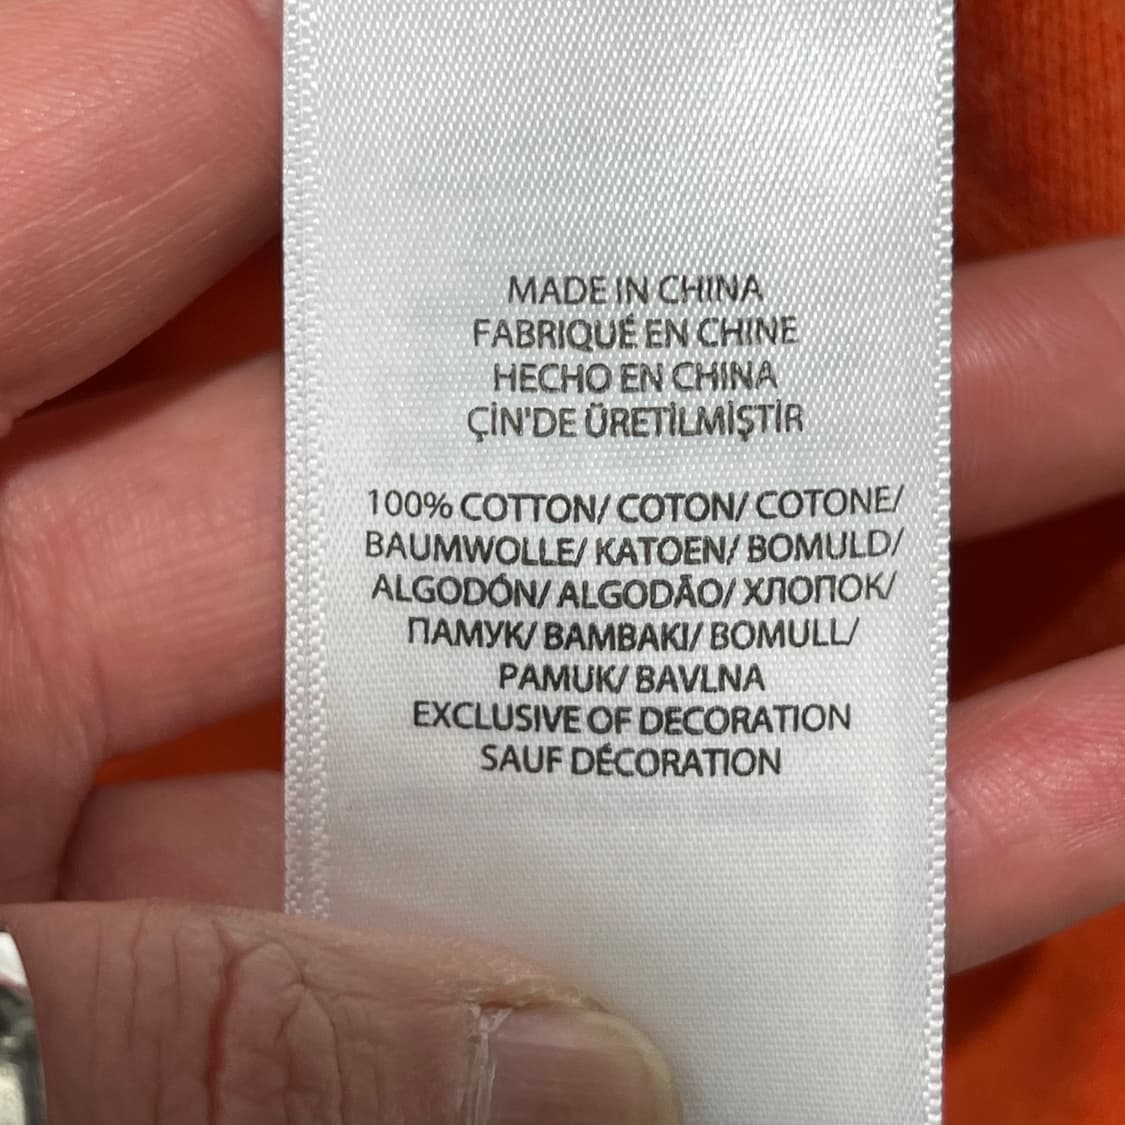 MADE IN CHINA
FABRIQUÉ EN CHINE
HECHO EN CHINA
ÇİN'DE ÜRETİLMİŞTİR
100% COTTON/ COTON/ COTONE/
BAUMWOLLE/ KATOEN/ BOMULD/
ALGODÓN/ ALGODÃO/ ХЛОПОК/
ПАМУК/ BAMBAKI/ BOMULL/
PAMUK/ BAVLNA
EXCLUSIVE OF DECORATION
SAUF DÉCORATION